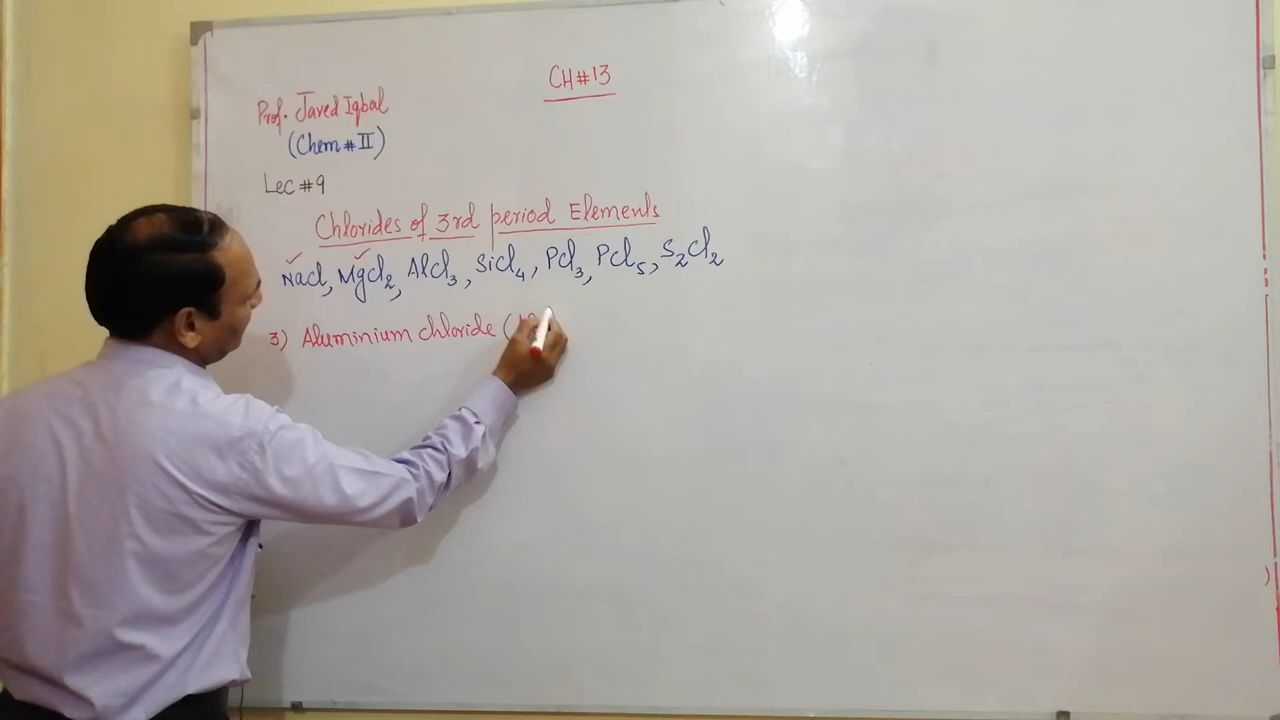 CH#13
Prof. Javed Iqbal
(Chem # II)
Lec #9
Chlorides of 3rd period Elements
NaCl, MgCl₂, AlCl₃, SiCl₄, PCl₃, PCl₅, S₂Cl₂
3) Aluminium chloride (